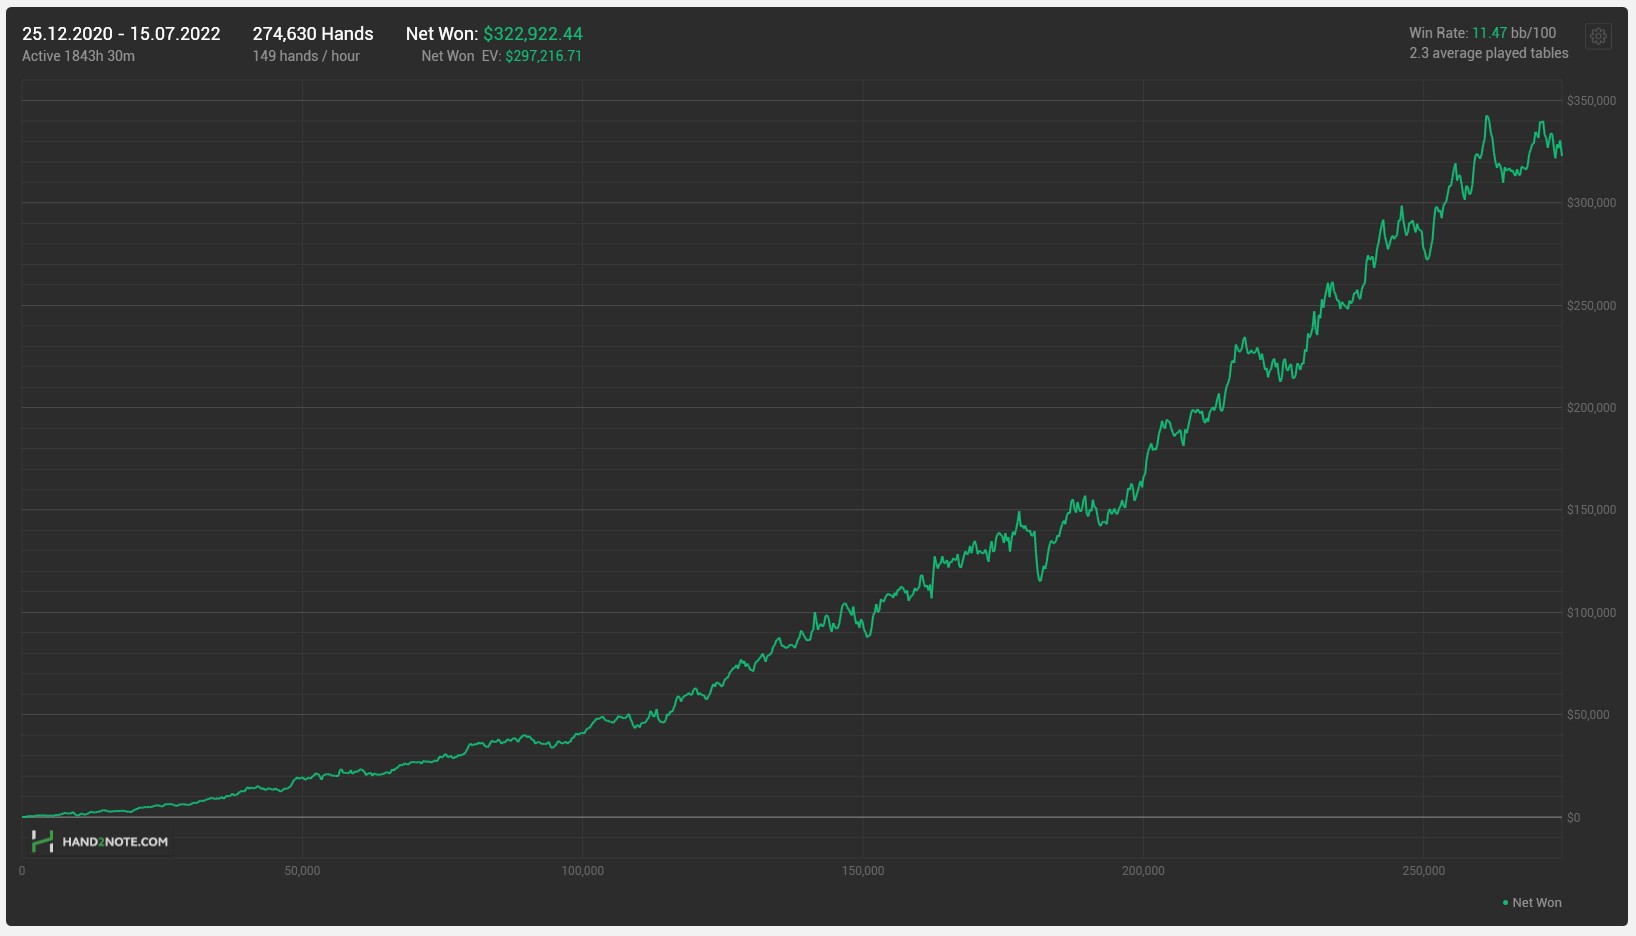 25.12.2020 - 15.07.2022 274,630 Hands Net Won: $322,922.44 Win Rate: 11.47 bb/100
Active 1843h 30m 149 hands / hour Net Won EV: $297,216.71 2.3 average played tables
$350,000
$300,000
$250,000
$200,000
$150,000
$100,000
$50,000
$0
HAND2NOTE.COM
0 50,000 100,000 150,000 200,000 250,000
Net Won